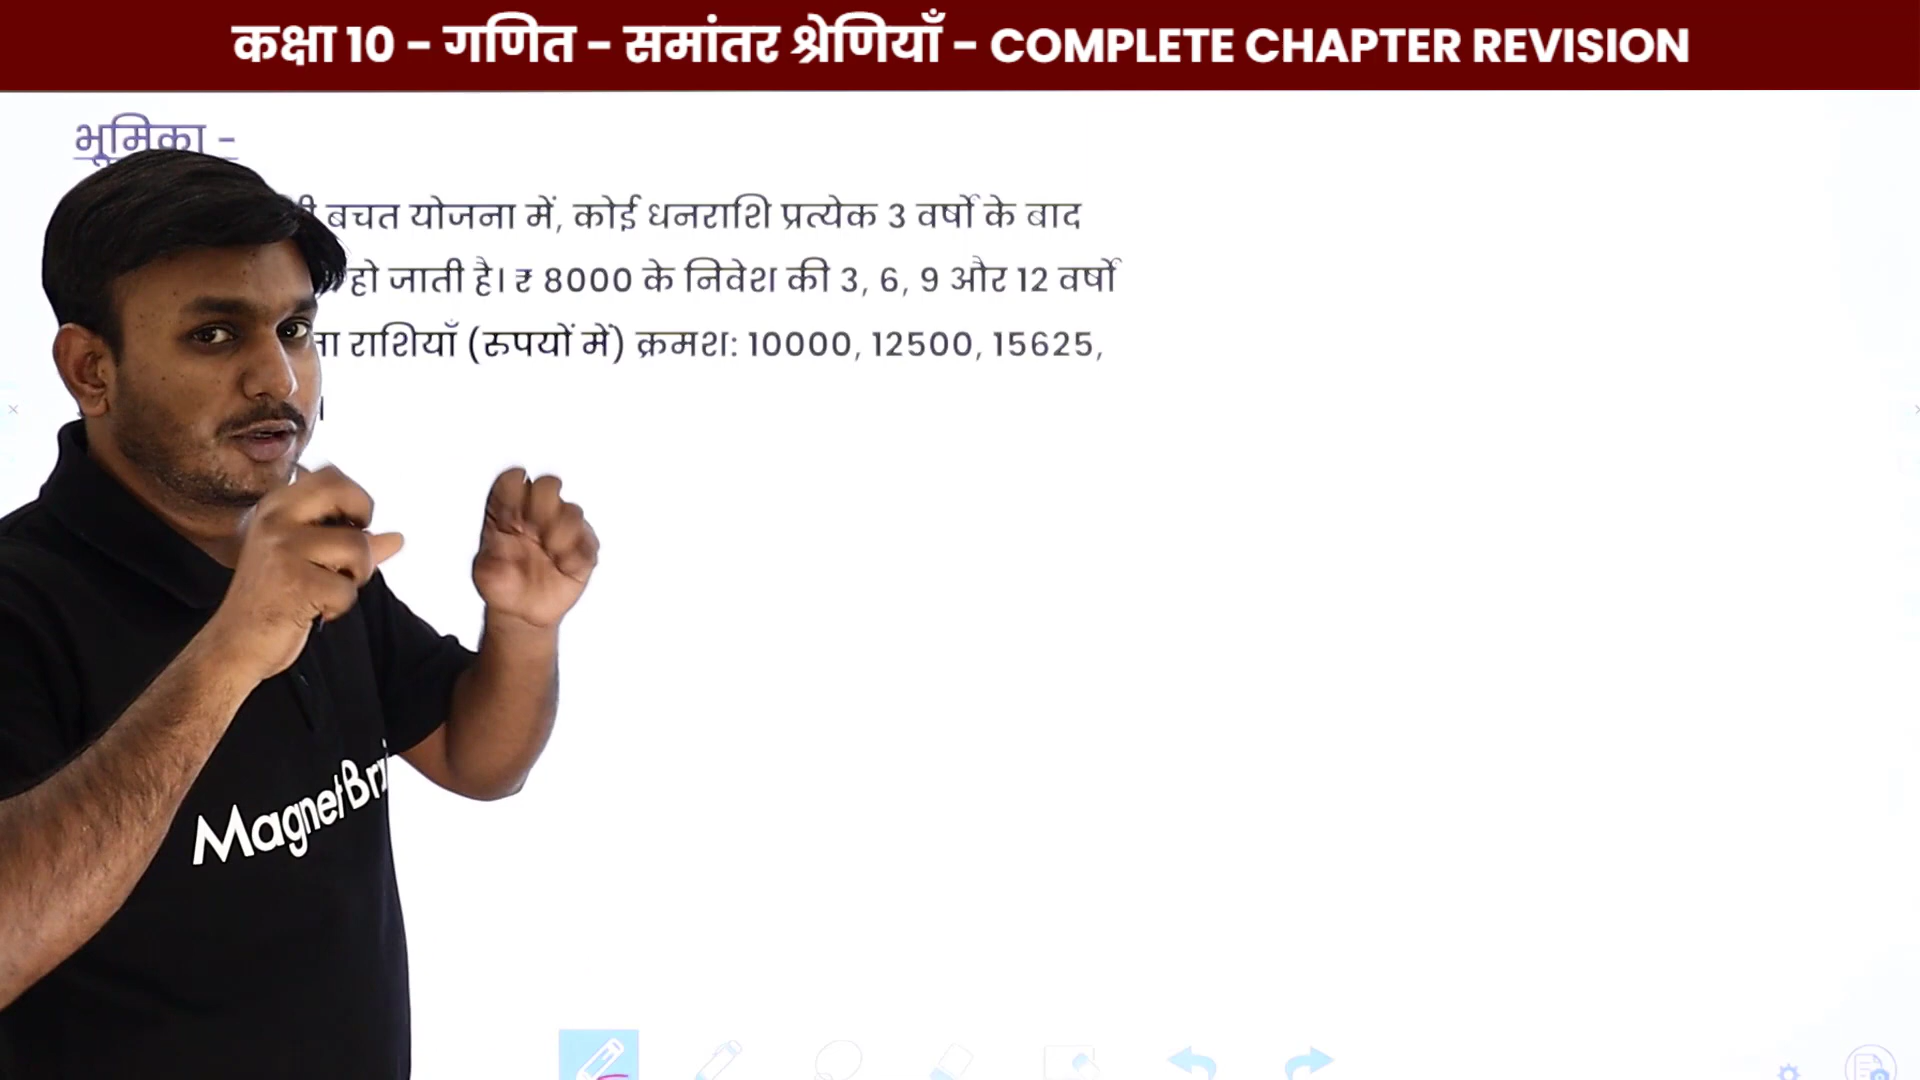 कक्षा 10 - गणित - समांतर श्रेणियाँ - COMPLETE CHAPTER REVISION
भूमिका -
बचत योजना में, कोई धनराशि प्रत्येक 3 वर्षों के बाद
हो जाती है। ₹ 8000 के निवेश की 3, 6, 9 और 12 वर्षों
राशियाँ (रुपयों में) क्रमश: 10000, 12500, 15625,
MagnetBr